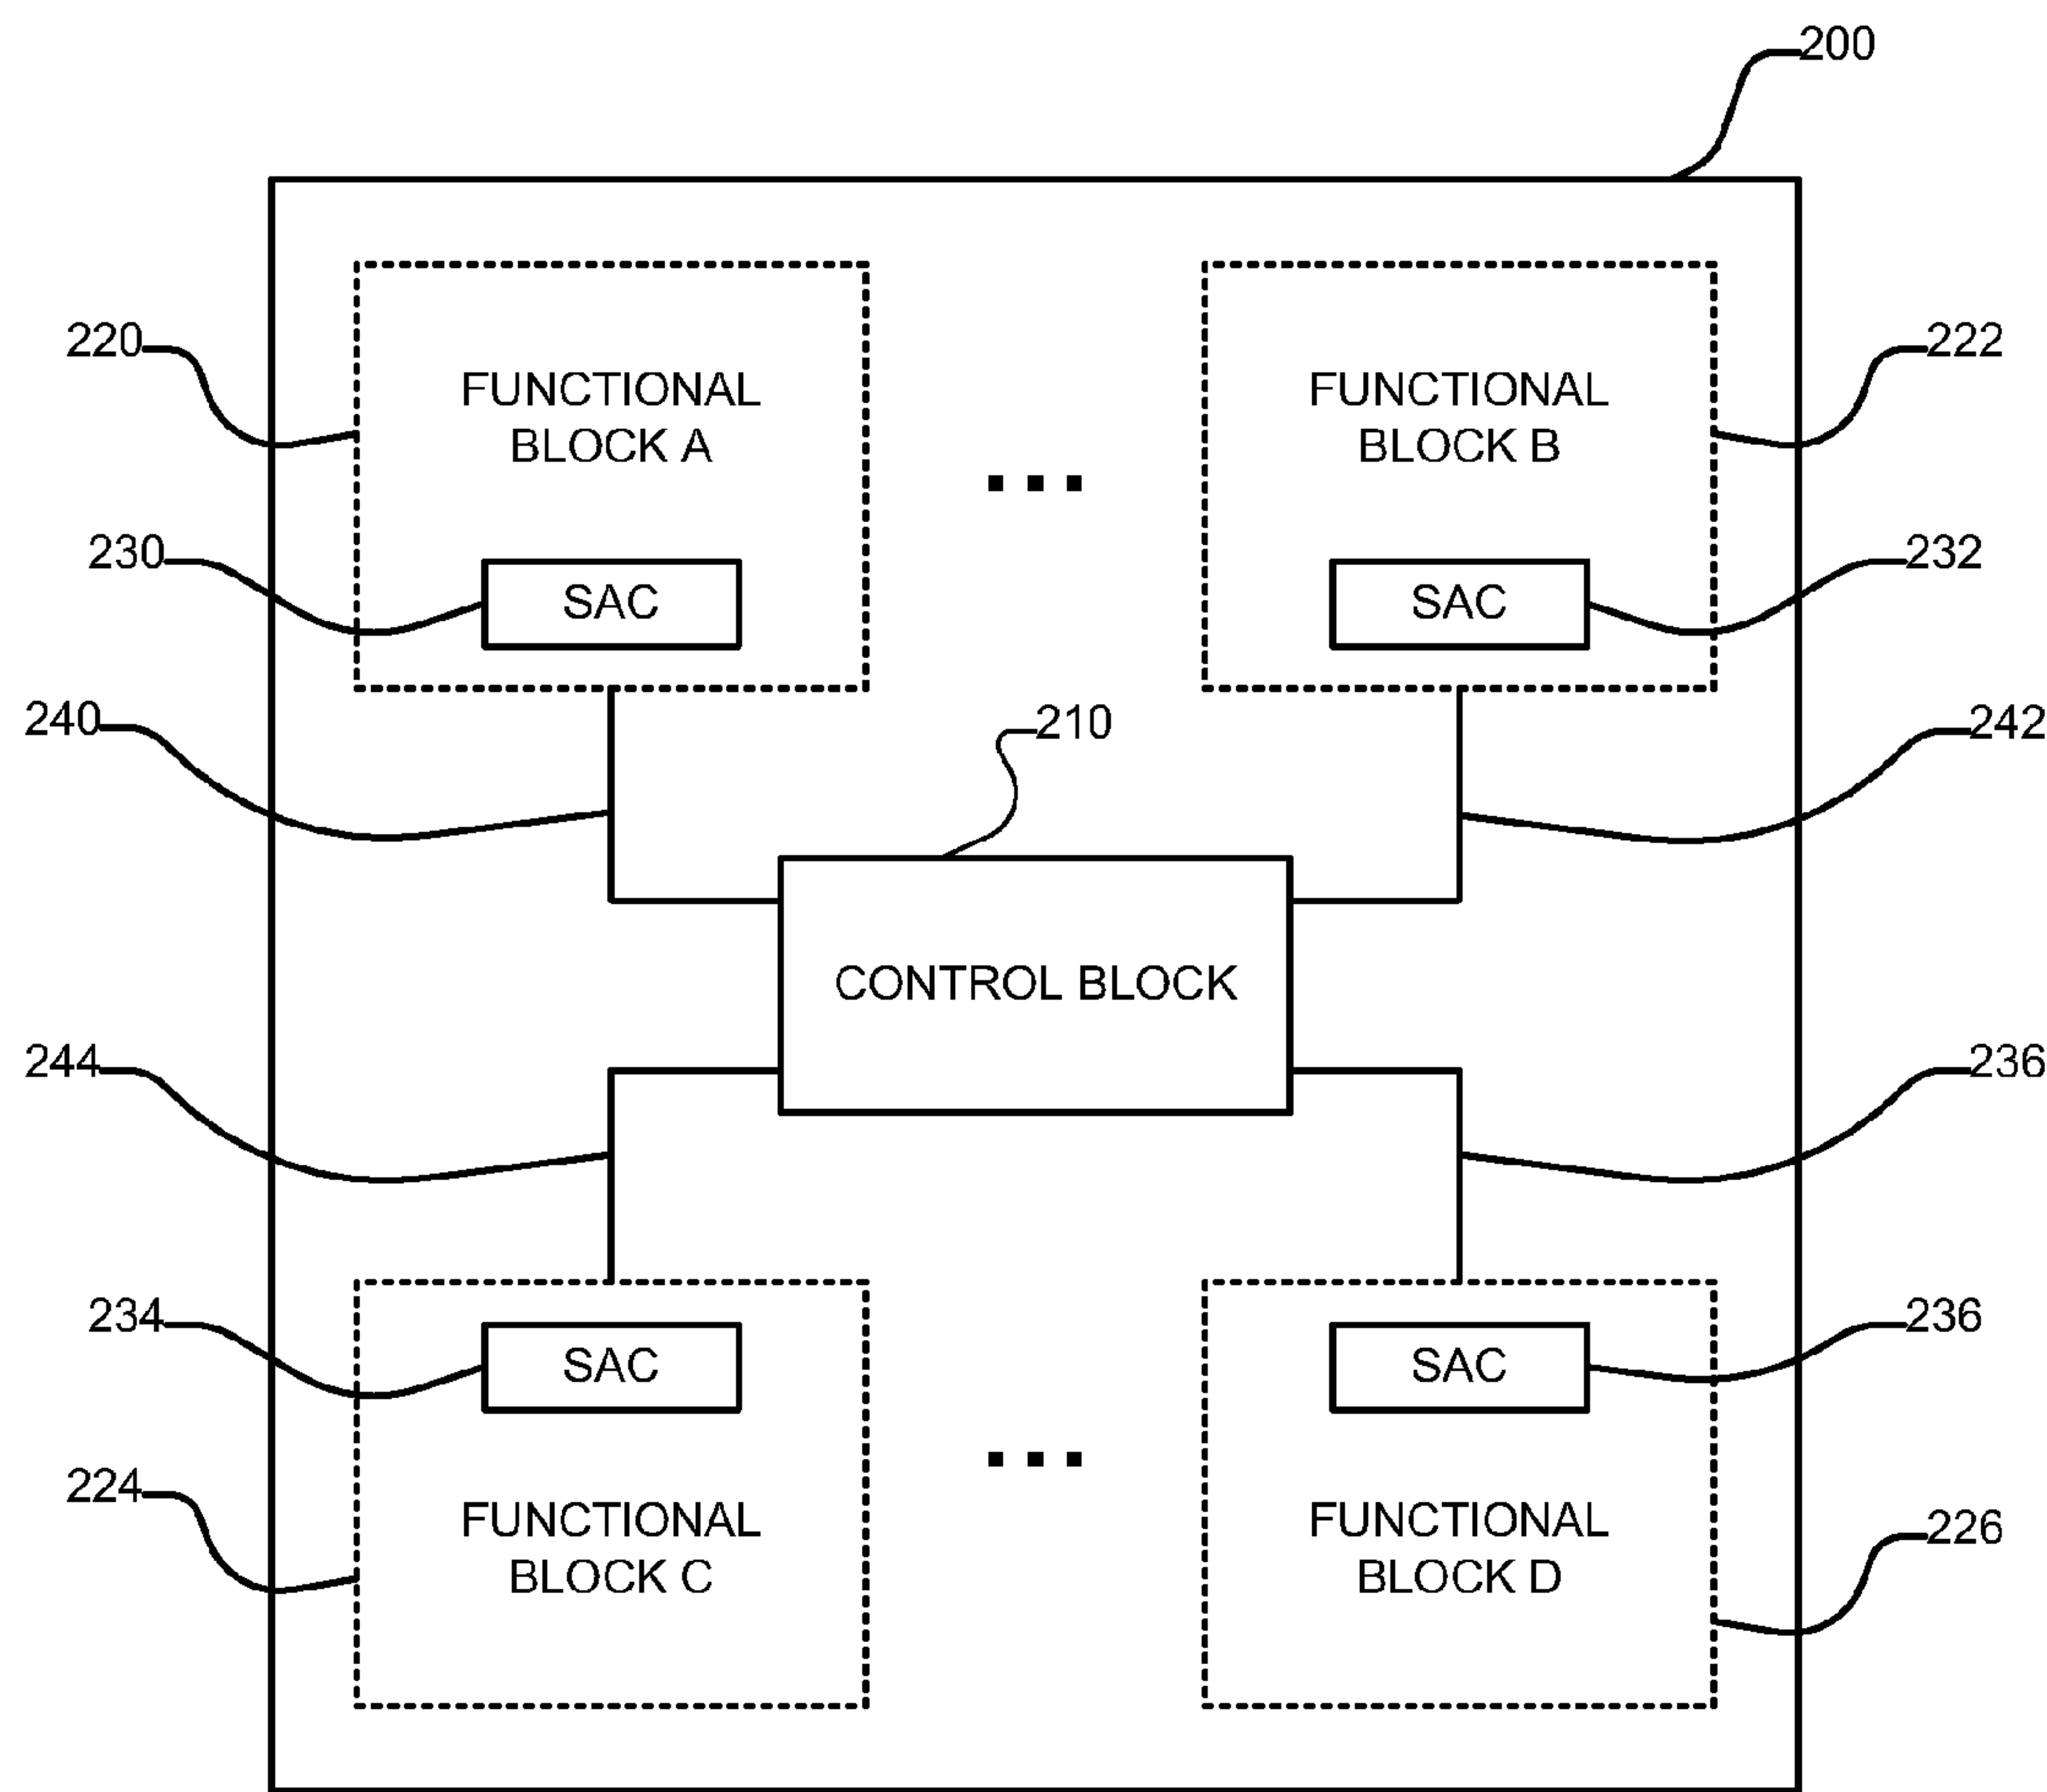 200
220
FUNCTIONAL
BLOCK A
FUNCTIONAL
BLOCK B
222
230
SAC
SAC
232
240
210
242
CONTROL BLOCK
244
236
234
SAC
SAC
236
224
FUNCTIONAL
BLOCK C
FUNCTIONAL
BLOCK D
226